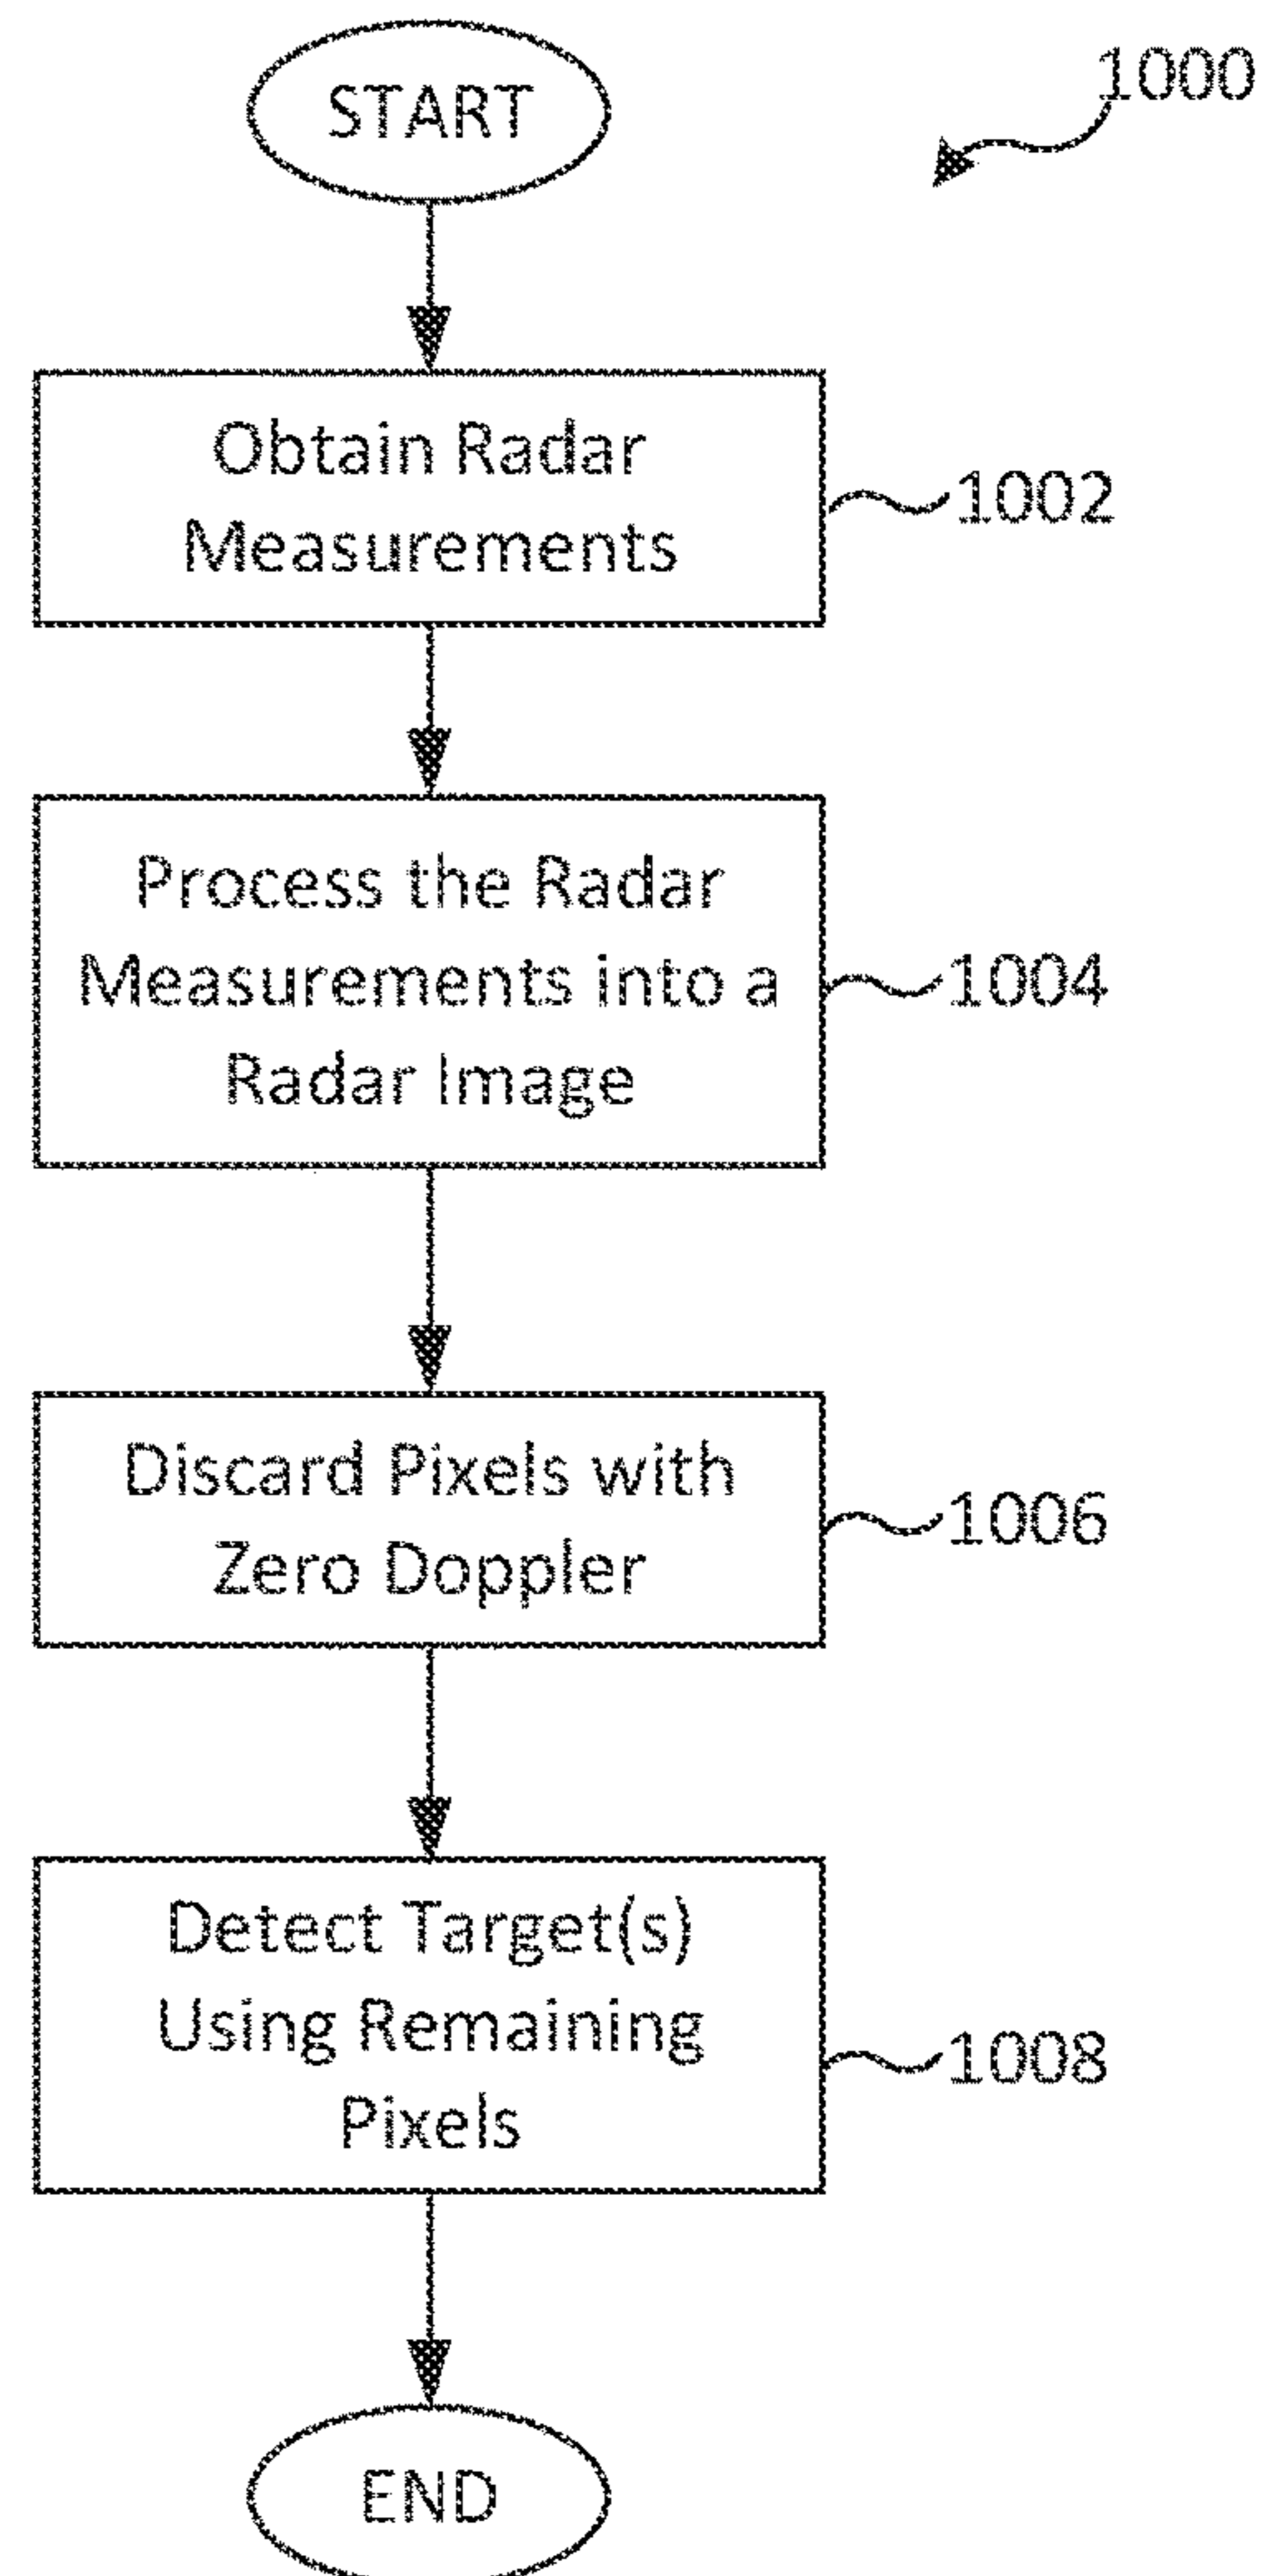 START
1000
Obtain Radar
Measurements
1002
Process the Radar
Measurements into a
Radar Image
1004
Discard Pixels with
Zero Doppler
1006
Detect Target(s)
Using Remaining
Pixels
1008
END